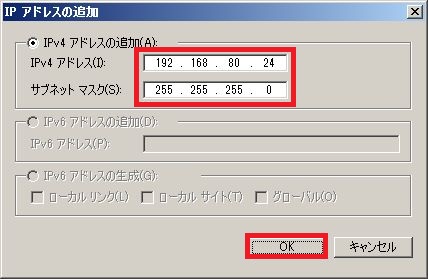 IP アドレスの追加
IPv4 アドレスの追加(A):
IPv4 アドレス(I):
192 . 168 . 80 . 24
サブネット マスク(S):
255 . 255 . 255 . 0
IPv6 アドレスの追加(D):
IPv6 アドレス(P):
IPv6 アドレスの生成(G):
ローカル リンク(L) ローカル サイト(T) グローバル(O)
OK キャンセル